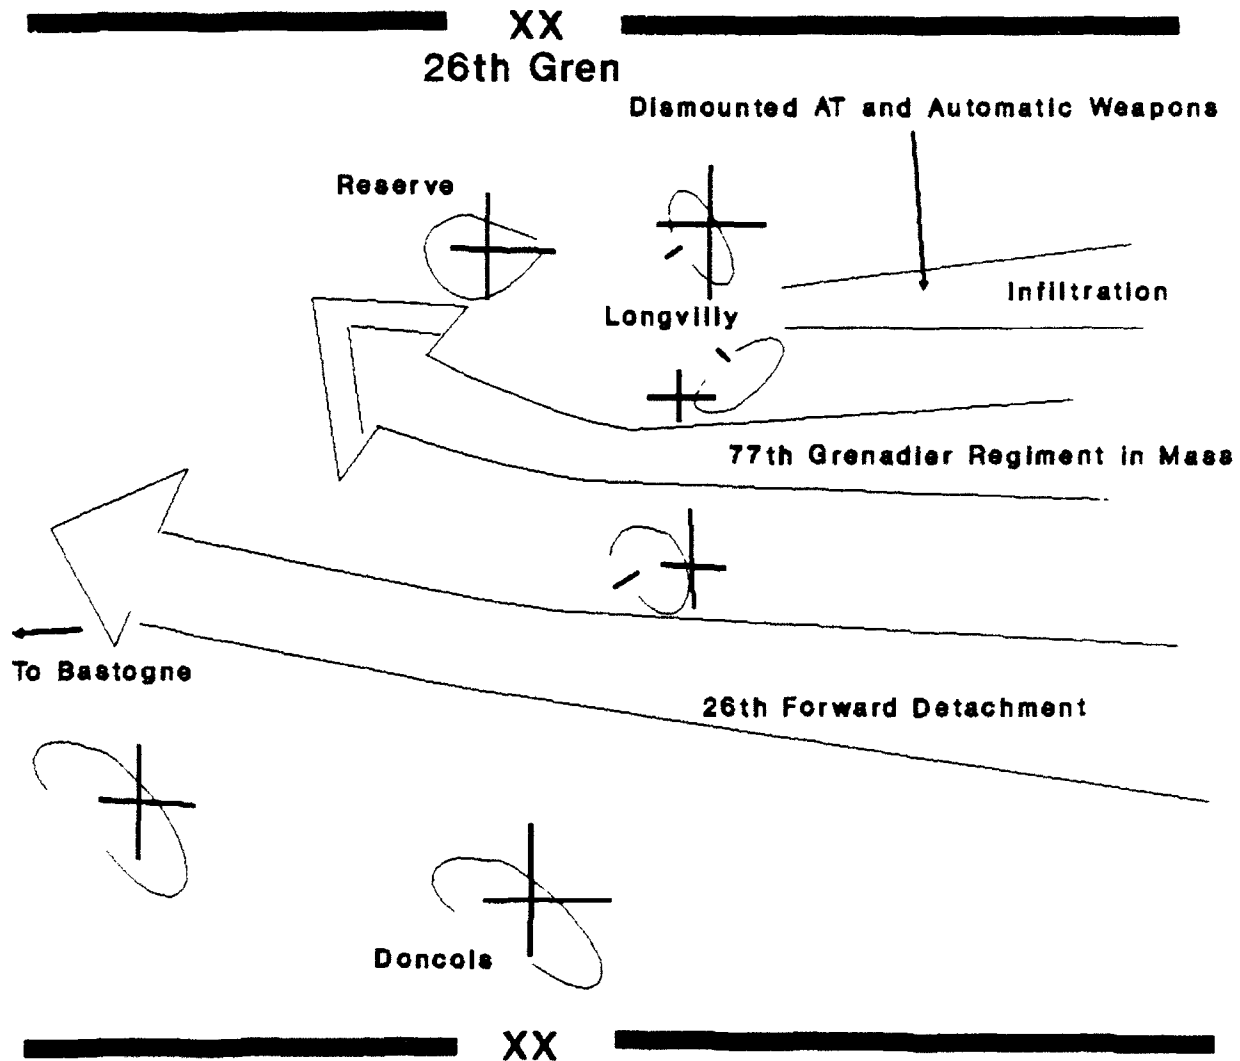 XX
26th Gren
Dismounted AT and Automatic Weapons
Reserve
Infiltration
Longvilly
77th Grenadier Regiment in Mass
To Bastogne
26th Forward Detachment
Doncols
XX